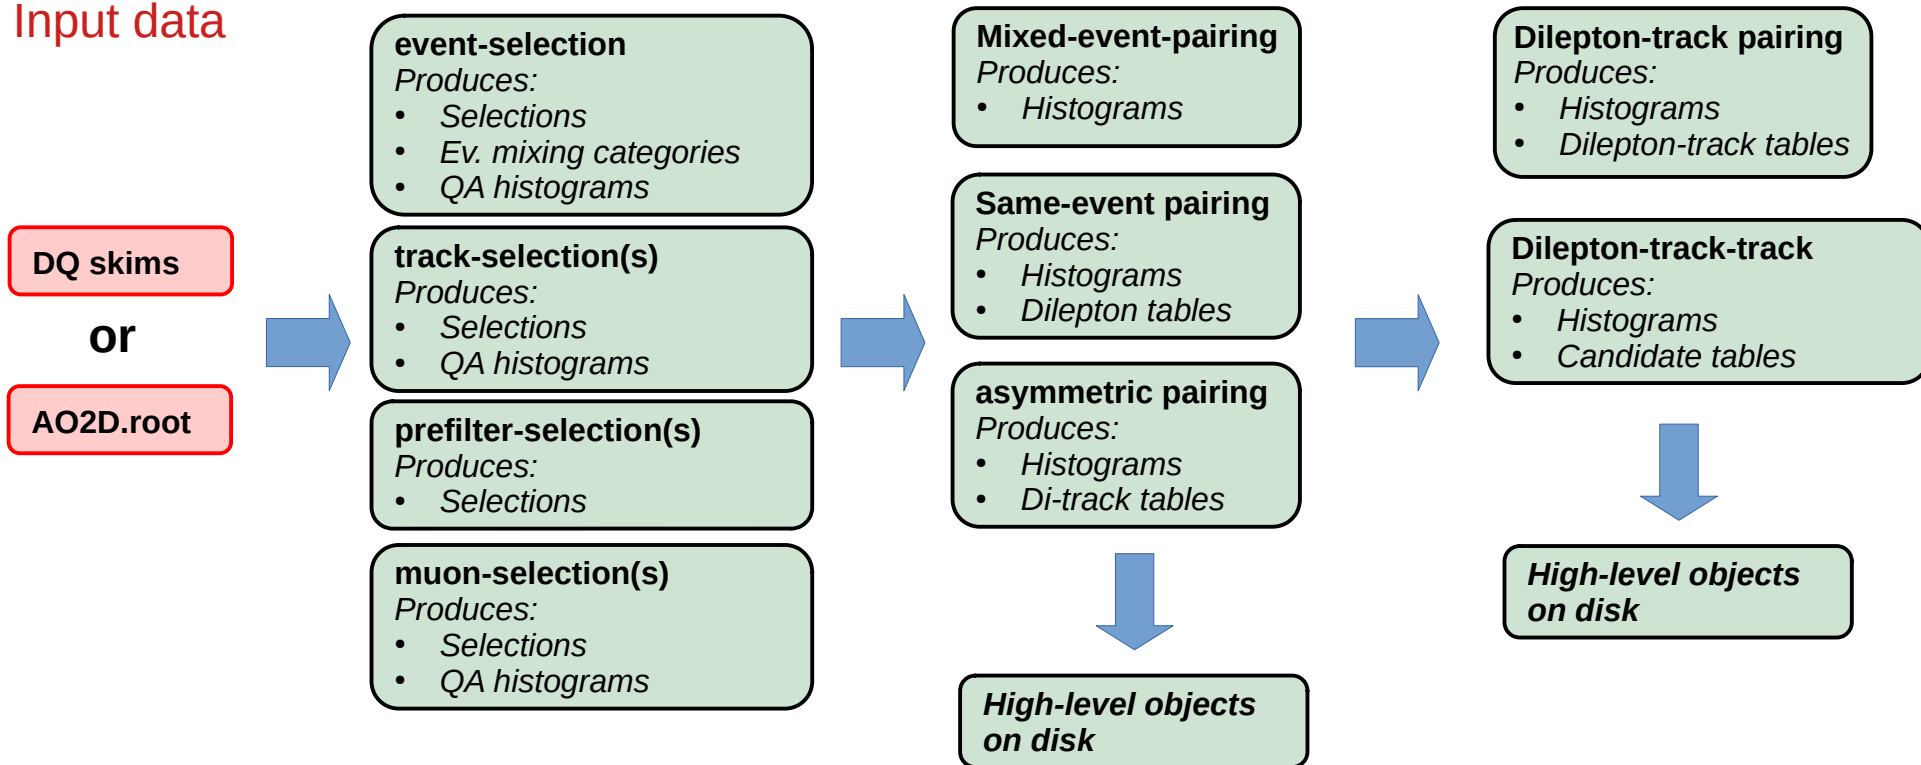 Input data
DQ skims
or
AO2D.root
event-selection
Produces:
• Selections
• Ev. mixing categories
• QA histograms
track-selection(s)
Produces:
• Selections
• QA histograms
prefilter-selection(s)
Produces:
• Selections
muon-selection(s)
Produces:
• Selections
• QA histograms
Mixed-event-pairing
Produces:
• Histograms
Same-event pairing
Produces:
• Histograms
• Dilepton tables
asymmetric pairing
Produces:
• Histograms
• Di-track tables
High-level objects
on disk
Dilepton-track pairing
Produces:
• Histograms
• Dilepton-track tables
Dilepton-track-track
Produces:
• Histograms
• Candidate tables
High-level objects
on disk